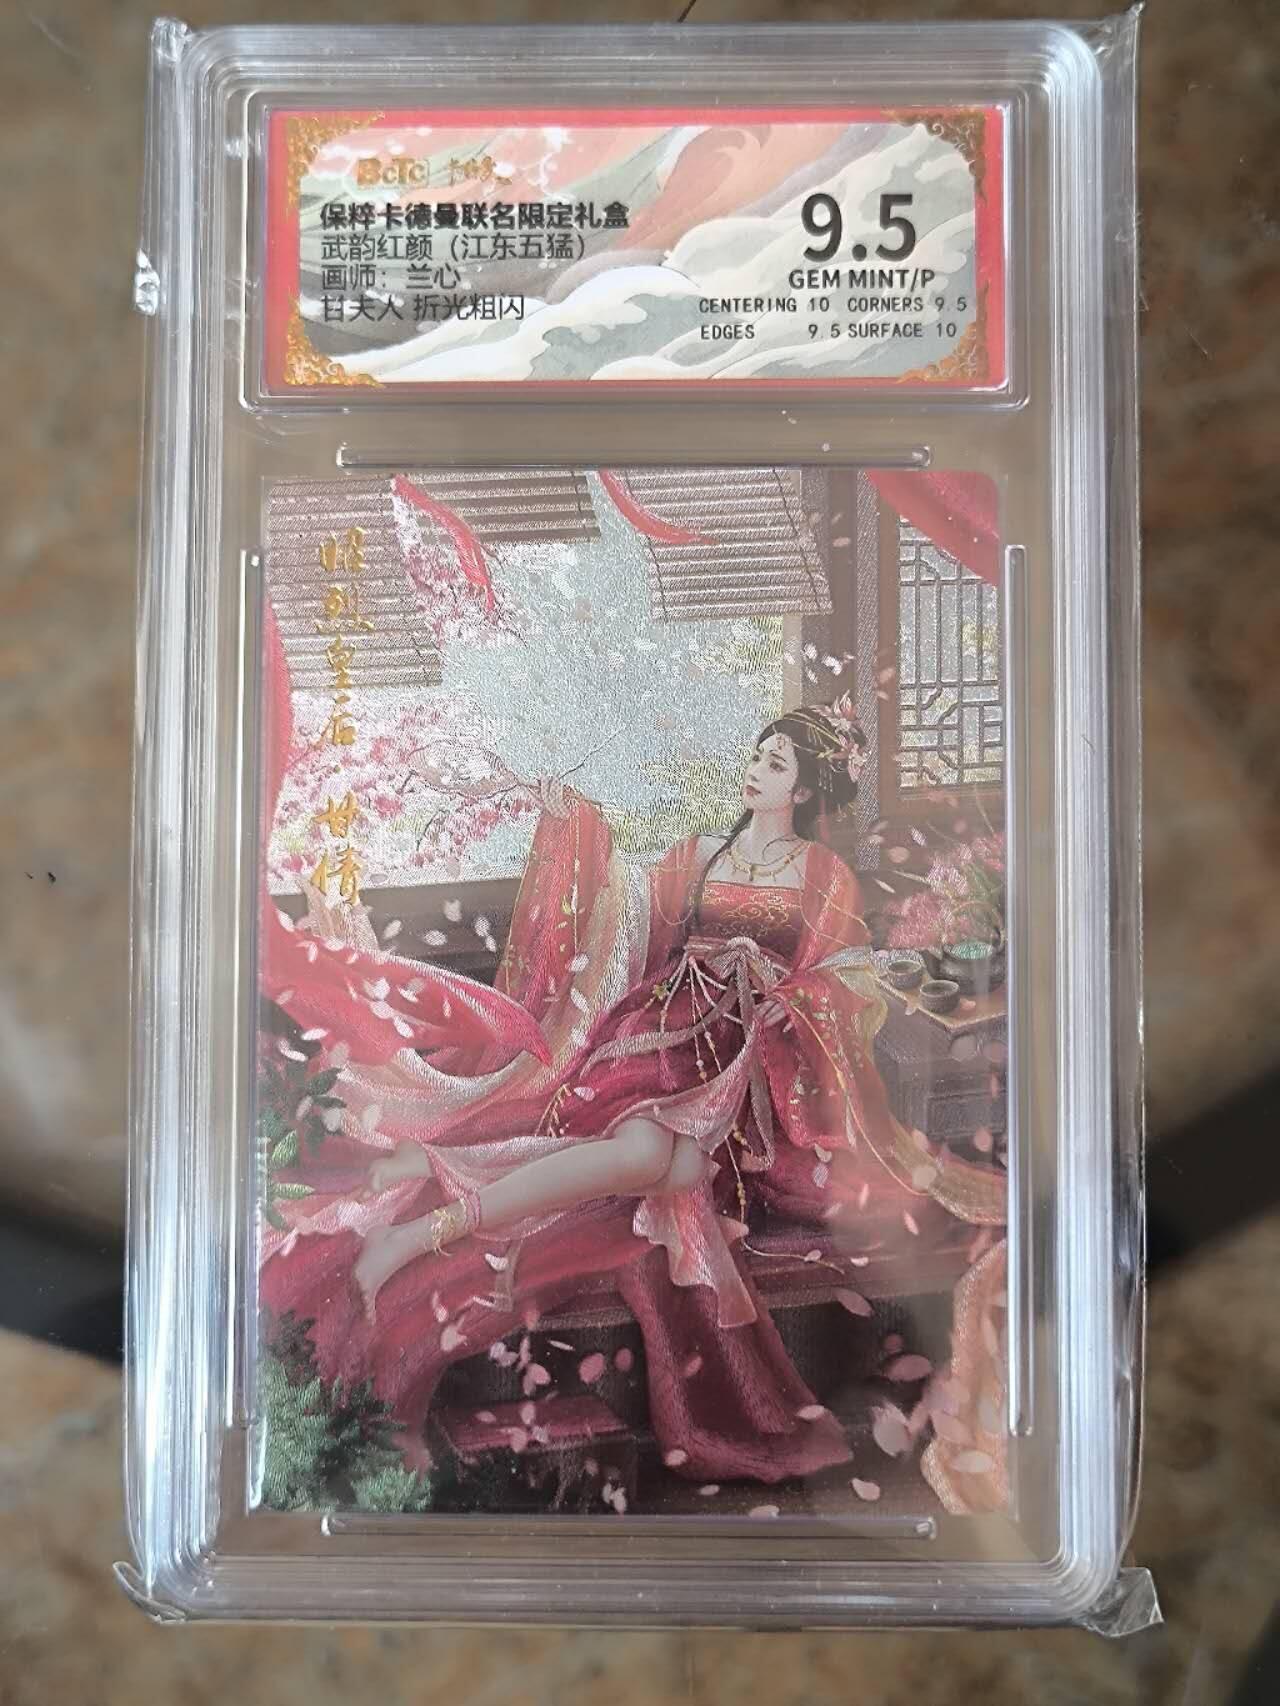 BcTc
保粹卡德曼联名限定礼盒
武韵红颜（江东五猛）
画师：兰心
甘夫人 折光粗闪
9.5
GEM MINT/P
CENTERING 10 CORNERS 9.5
EDGES 9.5 SURFACE 10
昭烈皇后·甘倩